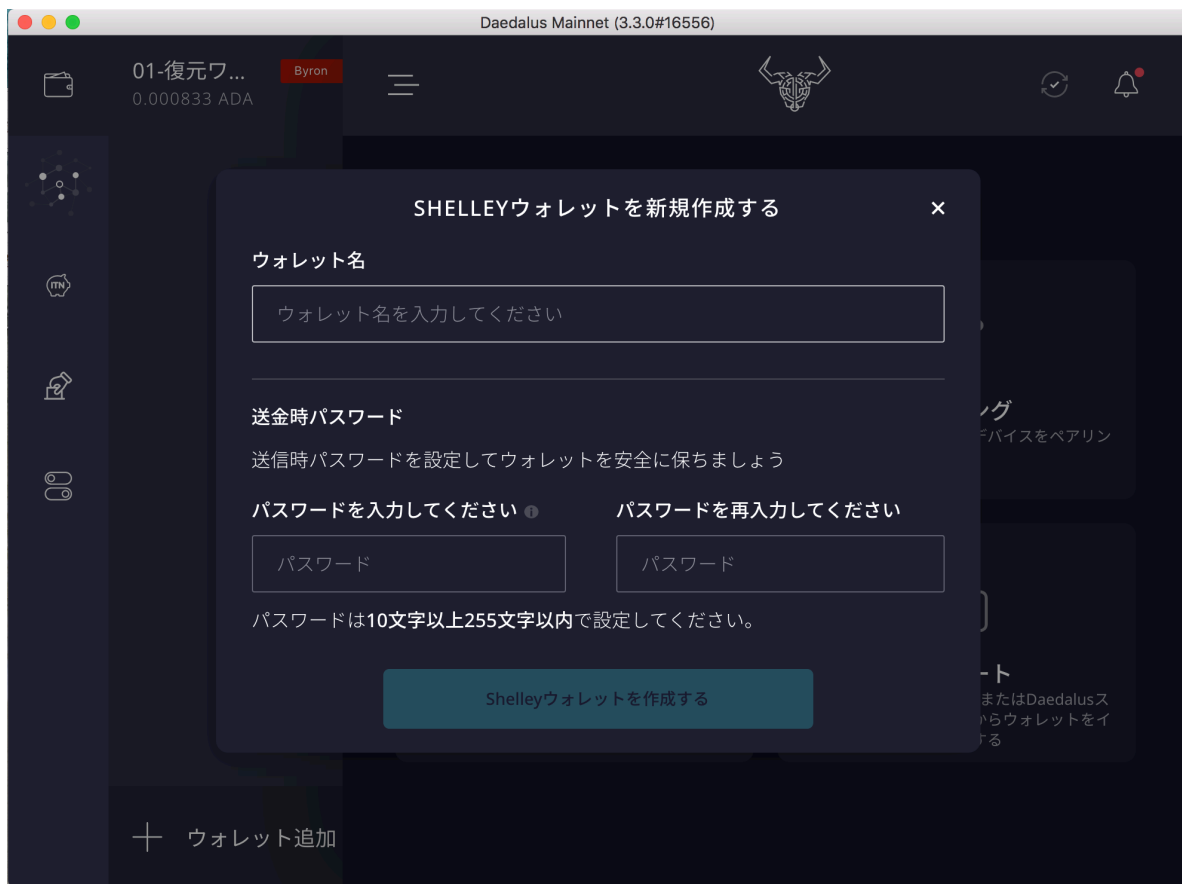 Daedalus Mainnet (3.3.0#16556)
01-復元ワ...
Byron
0.000833 ADA
SHELLEYウォレットを新規作成する
ウォレット名
ウォレット名を入力してください
ITN
送金時パスワード
送信時パスワードを設定してウォレットを安全に保ちましょう
パスワードを入力してください
パスワードを再入力してください
パスワード
パスワード
パスワードは10文字以上255文字以内で設定してください。
Shelleyウォレットを作成する
ング
デバイスをペアリン
ート
またはDaedalusス
からウォレットをイ
する
ウォレット追加